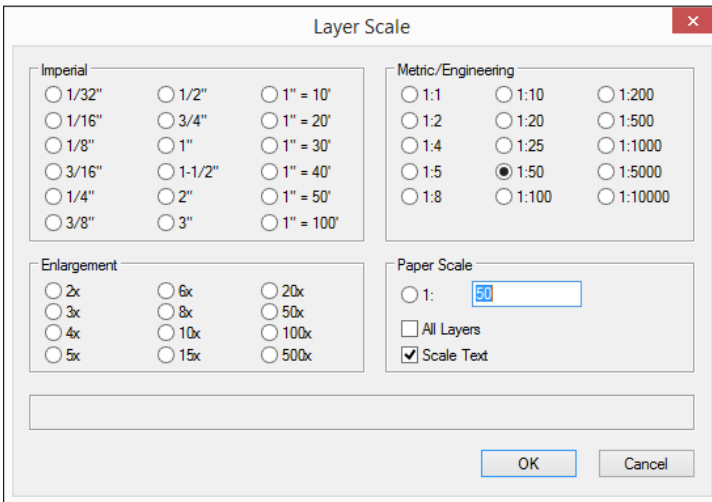 Layer Scale
Imperial
1/32" 1/2" 1" = 10'
1/16" 3/4" 1" = 20'
1/8" 1" 1" = 30'
3/16" 1-1/2" 1" = 40'
1/4" 2" 1" = 50'
3/8" 3" 1" = 100'
Metric/Engineering
1:1 1:10 1:200
1:2 1:20 1:500
1:4 1:25 1:1000
1:5 1:50 1:5000
1:8 1:100 1:10000
Enlargement
2x 6x 20x
3x 8x 50x
4x 10x 100x
5x 15x 500x
Paper Scale
1: 50
All Layers
Scale Text
OK Cancel